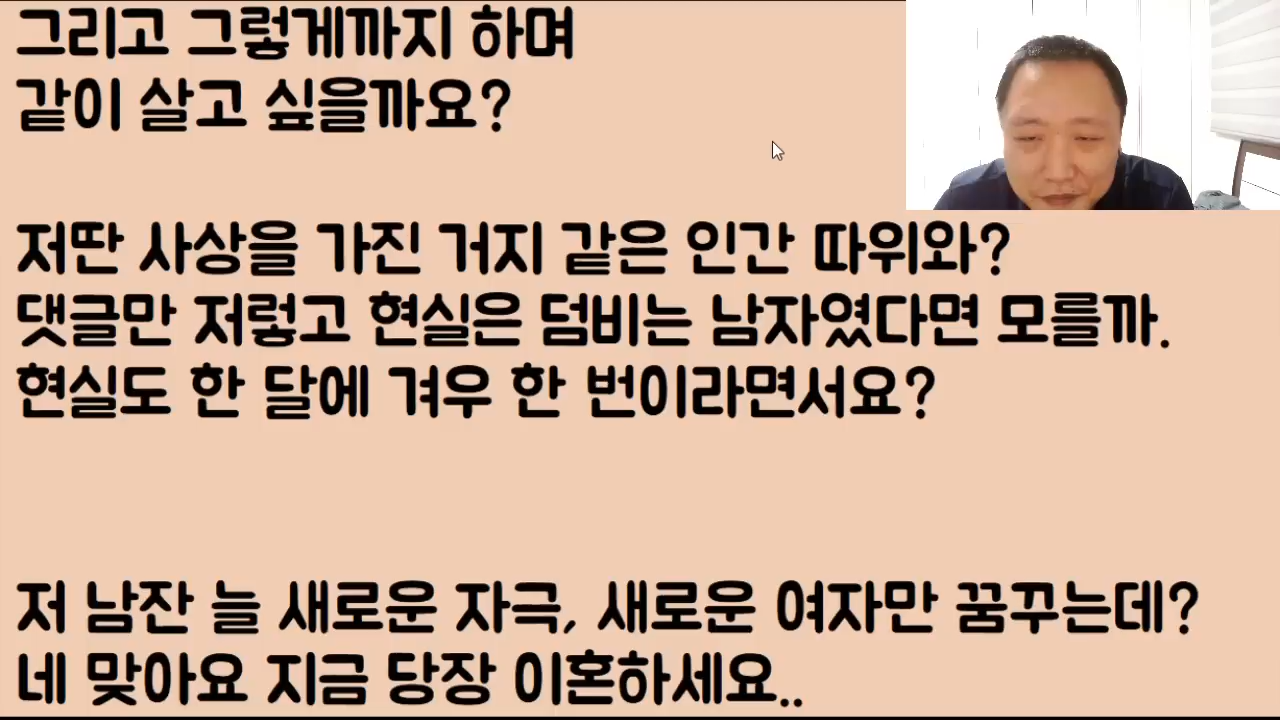 그리고 그렇게까지 하며
같이 살고 싶을까요?
저딴 사상을 가진 거지 같은 인간 따위와?
댓글만 저렇고 현실은 덤비는 남자였다면 모를까.
현실도 한 달에 겨우 한 번이라면서요?
저 남잔 늘 새로운 자극, 새로운 여자만 꿈꾸는데?
네 맞아요 지금 당장 이혼하세요..